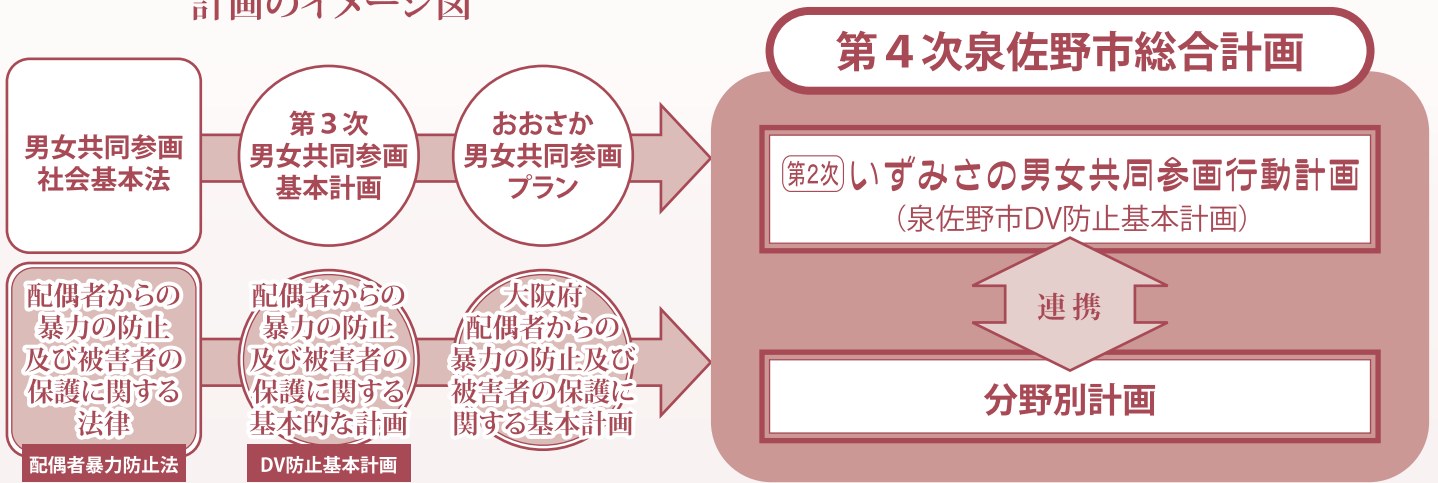 計画のイメージ図
男女共同参画
社会基本法
第３次
男女共同参画
基本計画
おおさか
男女共同参画
プラン
配偶者からの
暴力の防止
及び被害者の
保護に関する
法律
配偶者暴力防止法
配偶者からの
暴力の防止
及び被害者の
保護に関する
基本的な計画
DV防止基本計画
大阪府
配偶者からの
暴力の防止及び
被害者の保護に
関する基本計画
第４次泉佐野市総合計画
第2次 いずみさの男女共同参画行動計画
（泉佐野市DV防止基本計画）
連携
分野別計画